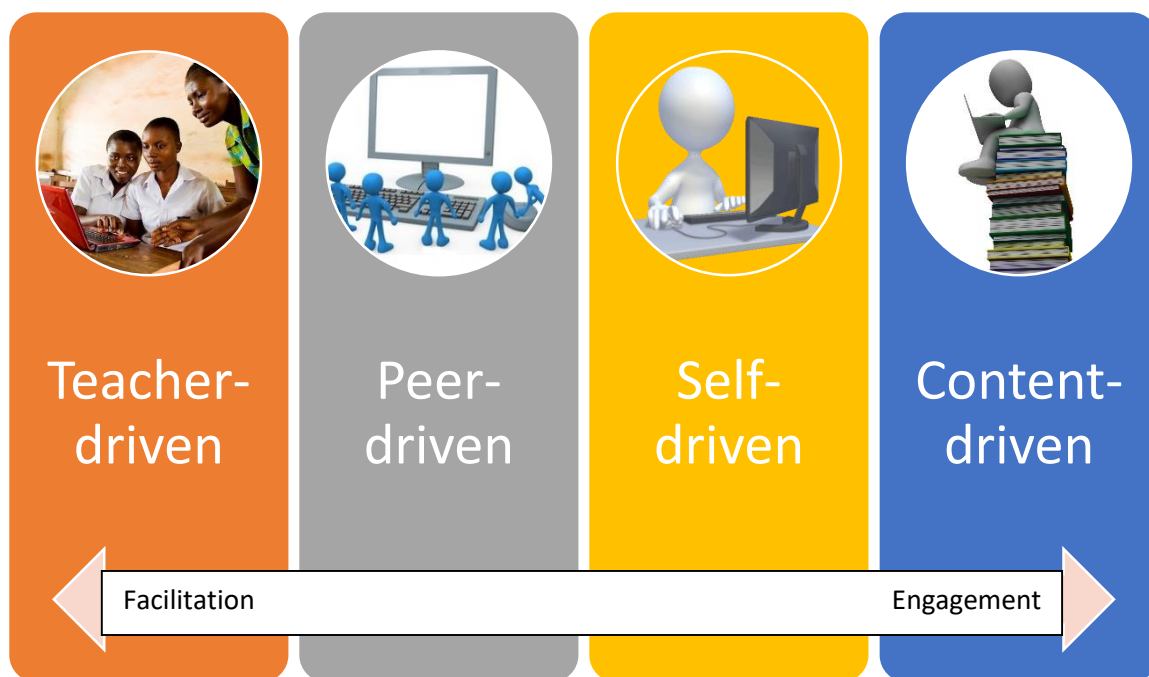 Teacher-
driven
Peer-
driven
Self-
driven
Content-
driven
Facilitation
Engagement